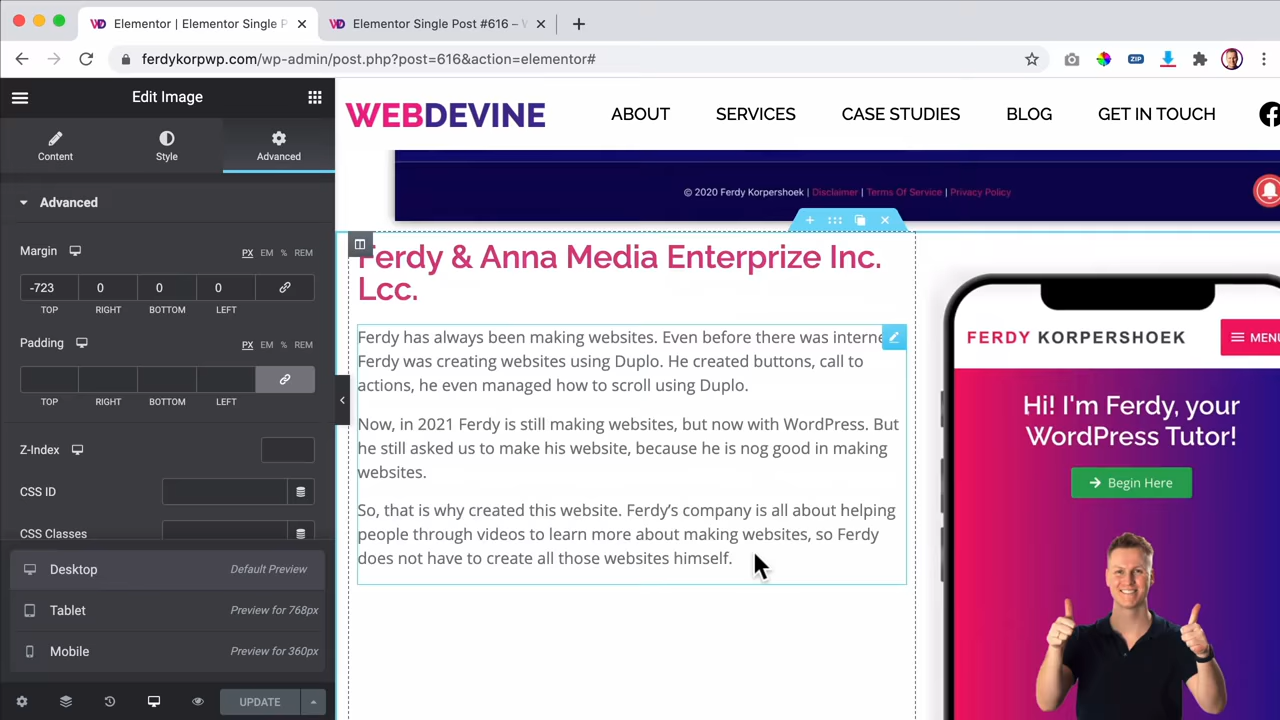 Elementor | Elementor Single P
Elementor Single Post #616 – W
ferdykorpwp.com/wp-admin/post.php?post=616&action=elementor#
ZIP
Edit Image
Content
Style
Advanced
Advanced
Margin
PX EM % REM
-723 0 0 0
TOP RIGHT BOTTOM LEFT
Padding
PX EM % REM
TOP RIGHT BOTTOM LEFT
Z-Index
CSS ID
CSS Classes
Desktop Default Preview
Tablet Preview for 768px
Mobile Preview for 360px
UPDATE
WEBDEVINE
ABOUT SERVICES CASE STUDIES BLOG GET IN TOUCH
© 2020 Ferdy Korpershoek | Disclaimer | Terms Of Service | Privacy Policy
Ferdy & Anna Media Enterprize Inc.
Lcc.
Ferdy has always been making websites. Even before there was interne
Ferdy was creating websites using Duplo. He created buttons, call to
actions, he even managed how to scroll using Duplo.
Now, in 2021 Ferdy is still making websites, but now with WordPress. But
he still asked us to make his website, because he is nog good in making
websites.
So, that is why created this website. Ferdy’s company is all about helping
people through videos to learn more about making websites, so Ferdy
does not have to create all those websites himself.
FERDY KORPERSHOEK
MENU
Hi! I'm Ferdy, your
WordPress Tutor!
Begin Here